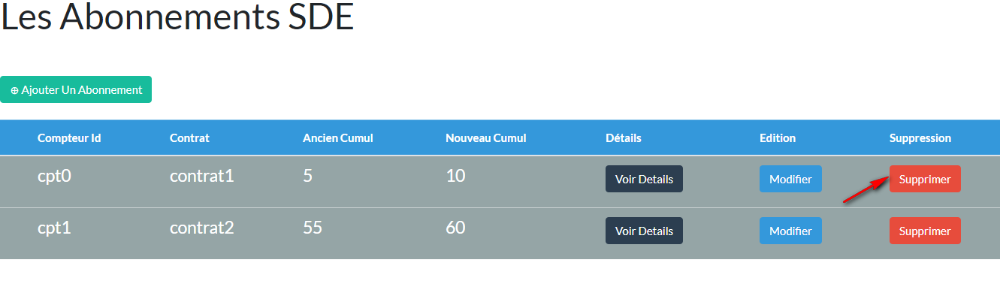 Les Abonnements SDE
⊕ Ajouter Un Abonnement
Compteur Id Contrat Ancien Cumul Nouveau Cumul Détails Edition Suppression
cpt0 contrat1 5 10 Voir Details Modifier Supprimer
cpt1 contrat2 55 60 Voir Details Modifier Supprimer